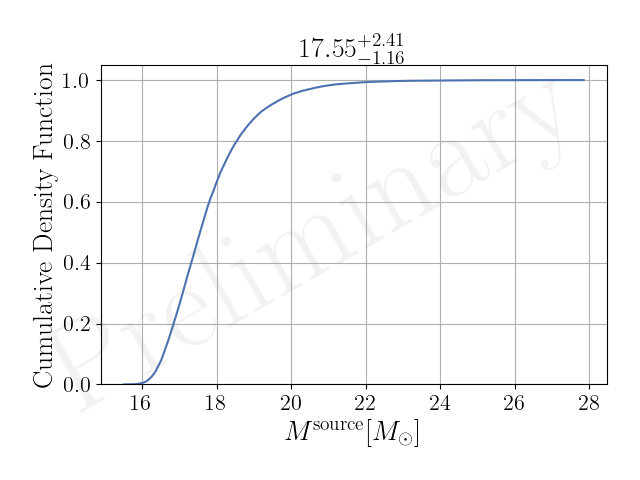 17.55^{+2.41}_{-1.16}
Cumulative Density Function
1.0
0.8
0.6
0.4
0.2
0.0
16 18 20 22 24 26 28
M^{source}[M_⊙]
Preliminary